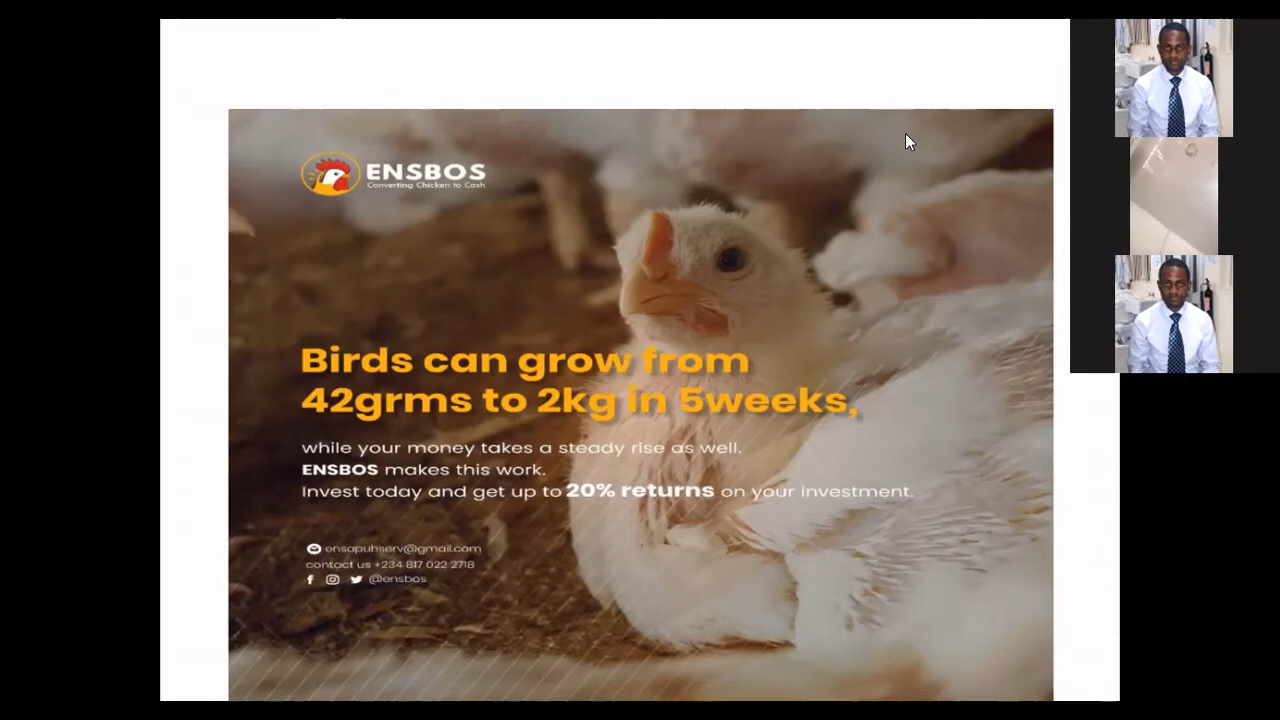 ENSBOS
Converting Chicken to Cash
Birds can grow from
42grms to 2kg in 5weeks,
while your money takes a steady rise as well.
ENSBOS makes this work.
Invest today and get up to 20% returns on your investment.
ensapuhserv@gmail.com
contact us +234 817 022 2718
@ensbos